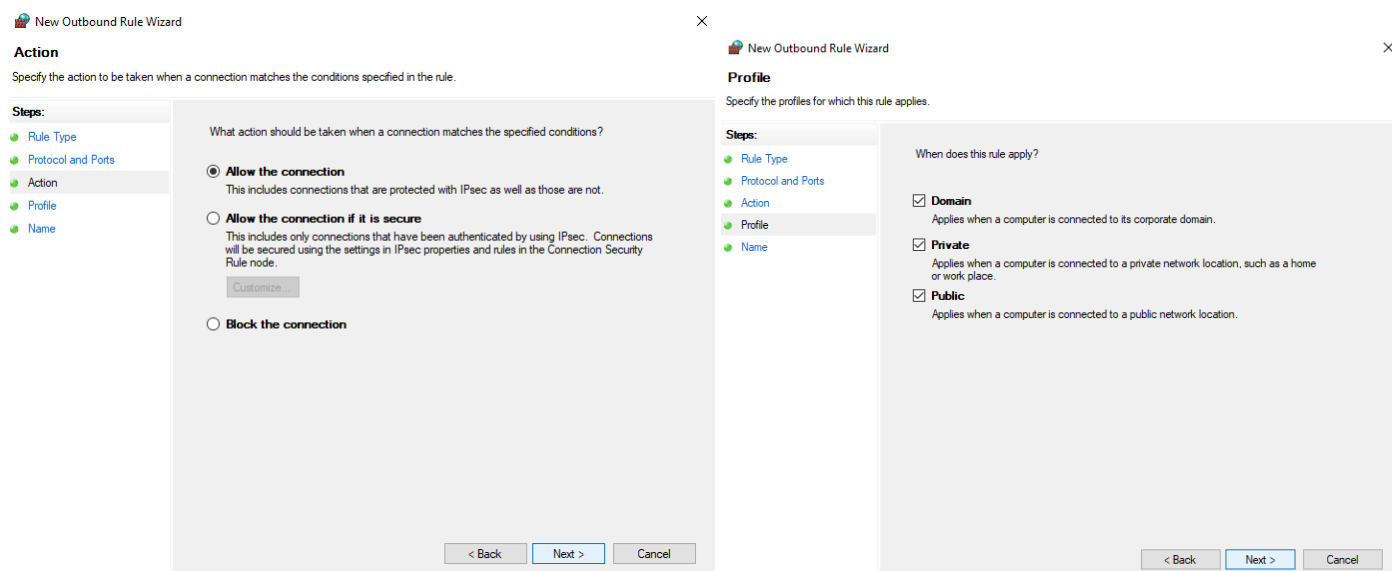 New Outbound Rule Wizard
Action
Specify the action to be taken when a connection matches the conditions specified in the rule.
Steps:
Rule Type
Protocol and Ports
Action
Profile
Name
What action should be taken when a connection matches the specified conditions?
Allow the connection
This includes connections that are protected with IPsec as well as those are not.
Allow the connection if it is secure
This includes only connections that have been authenticated by using IPsec. Connections
will be secured using the settings in IPsec properties and rules in the Connection Security
Rule node.
Customize...
Block the connection
< Back
Next >
Cancel
New Outbound Rule Wizard
Profile
Specify the profiles for which this rule applies.
Steps:
Rule Type
Protocol and Ports
Action
Profile
Name
When does this rule apply?
Domain
Applies when a computer is connected to its corporate domain.
Private
Applies when a computer is connected to a private network location, such as a home
or work place.
Public
Applies when a computer is connected to a public network location.
< Back
Next >
Cancel